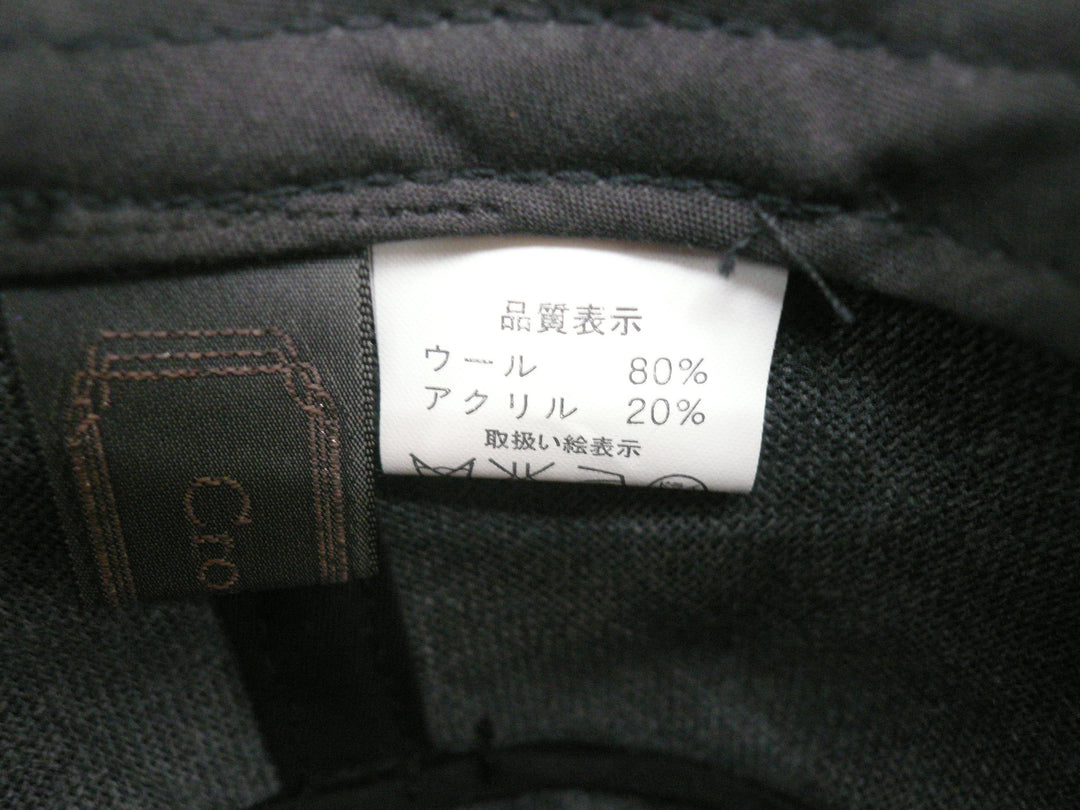 品質表示
ウール 80%
アクリル 20%
取扱い絵表示
Cro